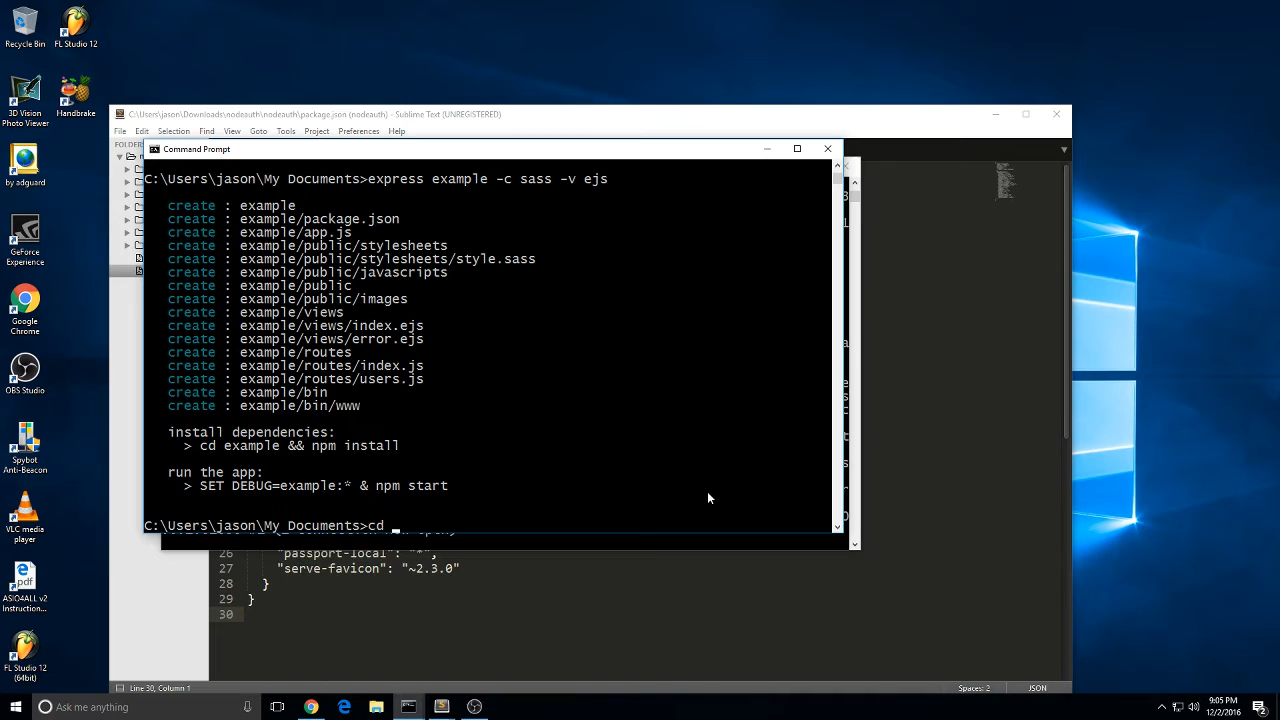 Recycle Bin
FL Studio 12
3D Vision
Photo Viewer
Handbrake
by adguard
GeForce
Experience
Google
Chrome
OBS Studio
Spybot
Anti-Beacon
VLC media
player
pdf
ASIO4ALL v2
Instruction...
FL Studio 12
(64bit)
C:\Users\jason\Downloads\nodeauth\nodeauth\package.json (nodeauth) - Sublime Text (UNREGISTERED)
File Edit Selection Find View Goto Tools Project Preferences Help
Command Prompt
C:\Users\jason\My Documents>express example -c sass -v ejs
create : example
create : example/package.json
create : example/app.js
create : example/public/stylesheets
create : example/public/stylesheets/style.sass
create : example/public/javascripts
create : example/public
create : example/public/images
create : example/views
create : example/views/index.ejs
create : example/views/error.ejs
create : example/routes
create : example/routes/index.js
create : example/routes/users.js
create : example/bin
create : example/bin/www
install dependencies:
> cd example && npm install
run the app:
> SET DEBUG=example:* & npm start
C:\Users\jason\My Documents>cd _
26 "passport-local": "*",
27 "serve-favicon": "~2.3.0"
28 }
29 }
30
Line 30, Column 1
Spaces: 2
JSON
Ask me anything
9:05 PM
12/2/2016
2